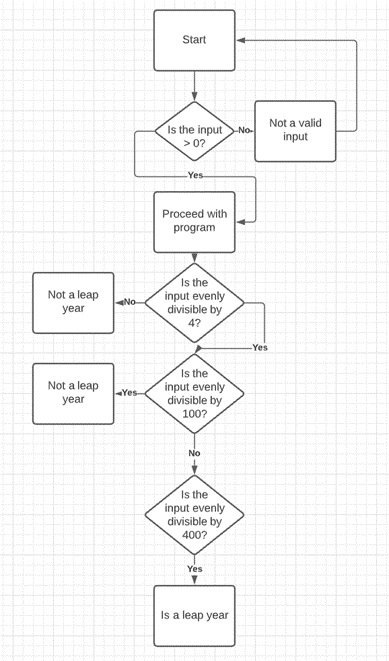 Start
Is the input
> 0?
No
Not a valid
input
Yes
Proceed with
program
Is the
input evenly
divisible by
4?
No
Not a leap
year
Yes
Is the
input evenly
divisible by
100?
Yes
Not a leap
year
No
Is the
input evenly
divisible by
400?
Yes
Is a leap year